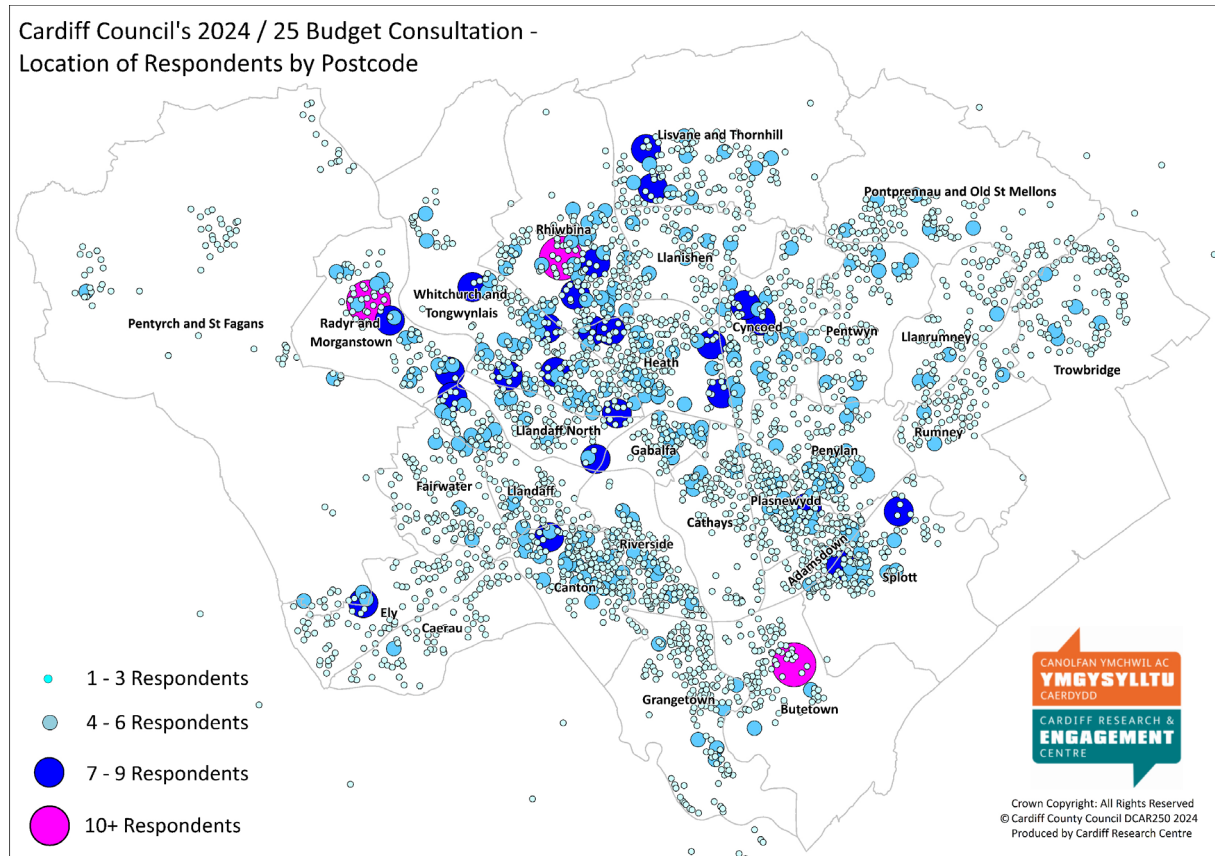 Cardiff Council's 2024 / 25 Budget Consultation -
Location of Respondents by Postcode
Lisvane and Thornhill
Pontprennau and Old St Mellons
Rhiwbina
Llanishen
Whitchurch and
Tongwynlais
Pentyrch and St Fagans
Radyr and
Morganstown
Cyncoed
Pentwyn
Llanrumney
Trowbridge
Heath
Llandaff North
Gabalfa
Rumney
Penylan
Fairwater
Llandaff
Plasnewydd
Cathays
Riverside
Adamsdown
Splott
Canton
Ely
Caerau
Grangetown
Butetown
1 - 3 Respondents
4 - 6 Respondents
7 - 9 Respondents
10+ Respondents
CANOLFAN YMCHWIL AC
YMGYSYLLTU
CAERDYDD
CARDIFF RESEARCH &
ENGAGEMENT
CENTRE
Crown Copyright: All Rights Reserved
© Cardiff County Council DCAR250 2024
Produced by Cardiff Research Centre